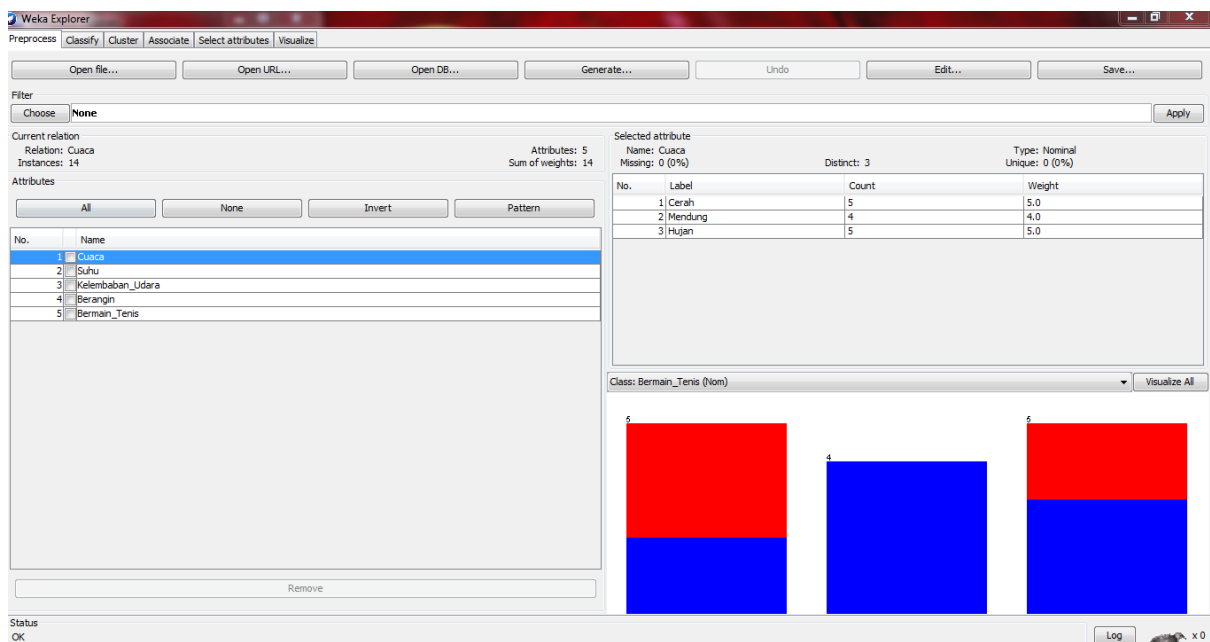 Weka Explorer
Preprocess Classify Cluster Associate Select attributes Visualize
Open file... Open URL... Open DB... Generate... Undo Edit... Save...
Filter
Choose None Apply
Current relation
Relation: Cuaca Attributes: 5
Instances: 14 Sum of weights: 14
Attributes
All None Invert Pattern
No. Name
1 Cuaca
2 Suhu
3 Kelembaban_Udara
4 Berangin
5 Bermain_Tenis
Remove
Selected attribute
Name: Cuaca Type: Nominal
Missing: 0 (0%) Distinct: 3 Unique: 0 (0%)
No. Label Count Weight
1 Cerah 5 5.0
2 Mendung 4 4.0
3 Hujan 5 5.0
Class: Bermain_Tenis (Nom) Visualize All
5 4 5
Status
OK Log x 0